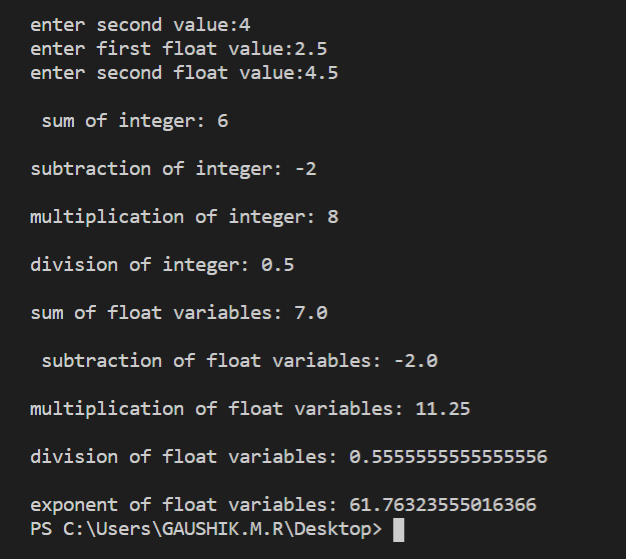 enter second value:4
enter first float value:2.5
enter second float value:4.5
sum of integer: 6
subtraction of integer: -2
multiplication of integer: 8
division of integer: 0.5
sum of float variables: 7.0
subtraction of float variables: -2.0
multiplication of float variables: 11.25
division of float variables: 0.5555555555555556
exponent of float variables: 61.76323555016366
PS C:\Users\GAUSHIK.M.R\Desktop>